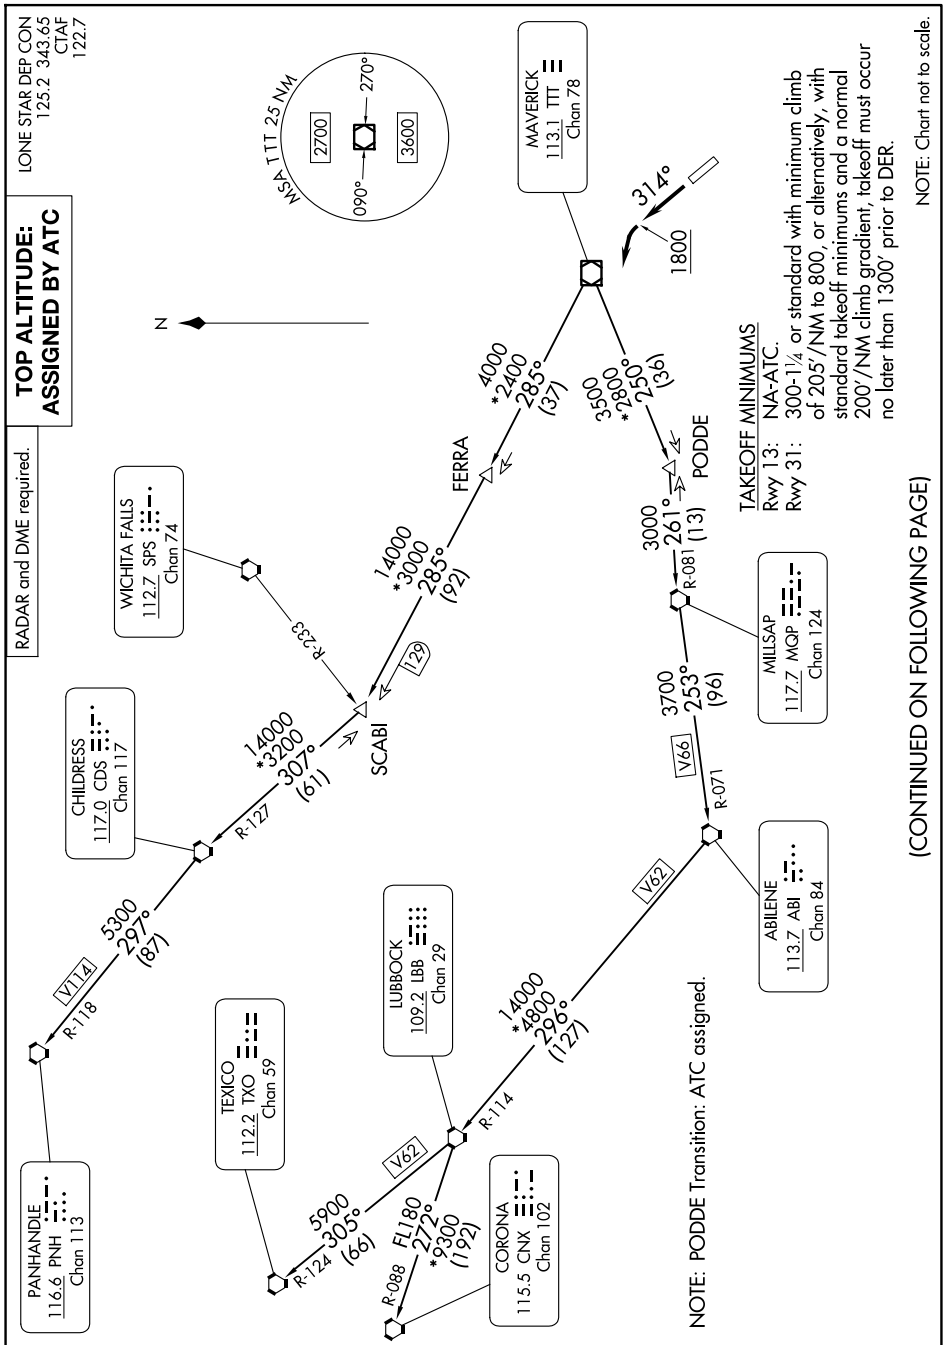 RADAR and DME required.
TOP ALTITUDE:
ASSIGNED BY ATC
LONE STAR DEP CON
125.2 343.65
CTAF
122.7
PANHANDLE
116.6 PNH
Chan 113
R-118
V114
5300
297°
(87)
CHILDRESS
117.0 CDS
Chan 117
R-127
14000
*3200
307°
(61)
WICHITA FALLS
112.7 SPS
Chan 74
R-233
SCABI
129
14000
*3000
285°
(92)
FERRA
4000
*2400
285°
(37)
N
MSA TTT 25 NM
2700
090°
270°
3600
MAVERICK
113.1 TTT
Chan 78
314°
1800
TEXICO
112.2 TXO
Chan 59
R-124
5900
305°
(66)
V62
LUBBOCK
109.2 LBB
Chan 29
FL180
272°
*9300
(192)
R-088
CORONA
115.5 CNX
Chan 102
R-114
14000
*4800
296°
(127)
V62
ABILENE
113.7 ABI
Chan 84
R-071
V66
3700
253°
(96)
MILLSAP
117.7 MQP
Chan 124
R-081
3000
261°
(13)
PODDE
3500
*2800
250°
(36)
TAKEOFF MINIMUMS
Rwy 13: NA-ATC.
Rwy 31: 300-1¼ or standard with minimum climb
of 205'/NM to 800, or alternatively, with
standard takeoff minimums and a normal
200'/NM climb gradient, takeoff must occur
no later than 1300' prior to DER.
NOTE: PODDE Transition: ATC assigned.
NOTE: Chart not to scale.
(CONTINUED ON FOLLOWING PAGE)